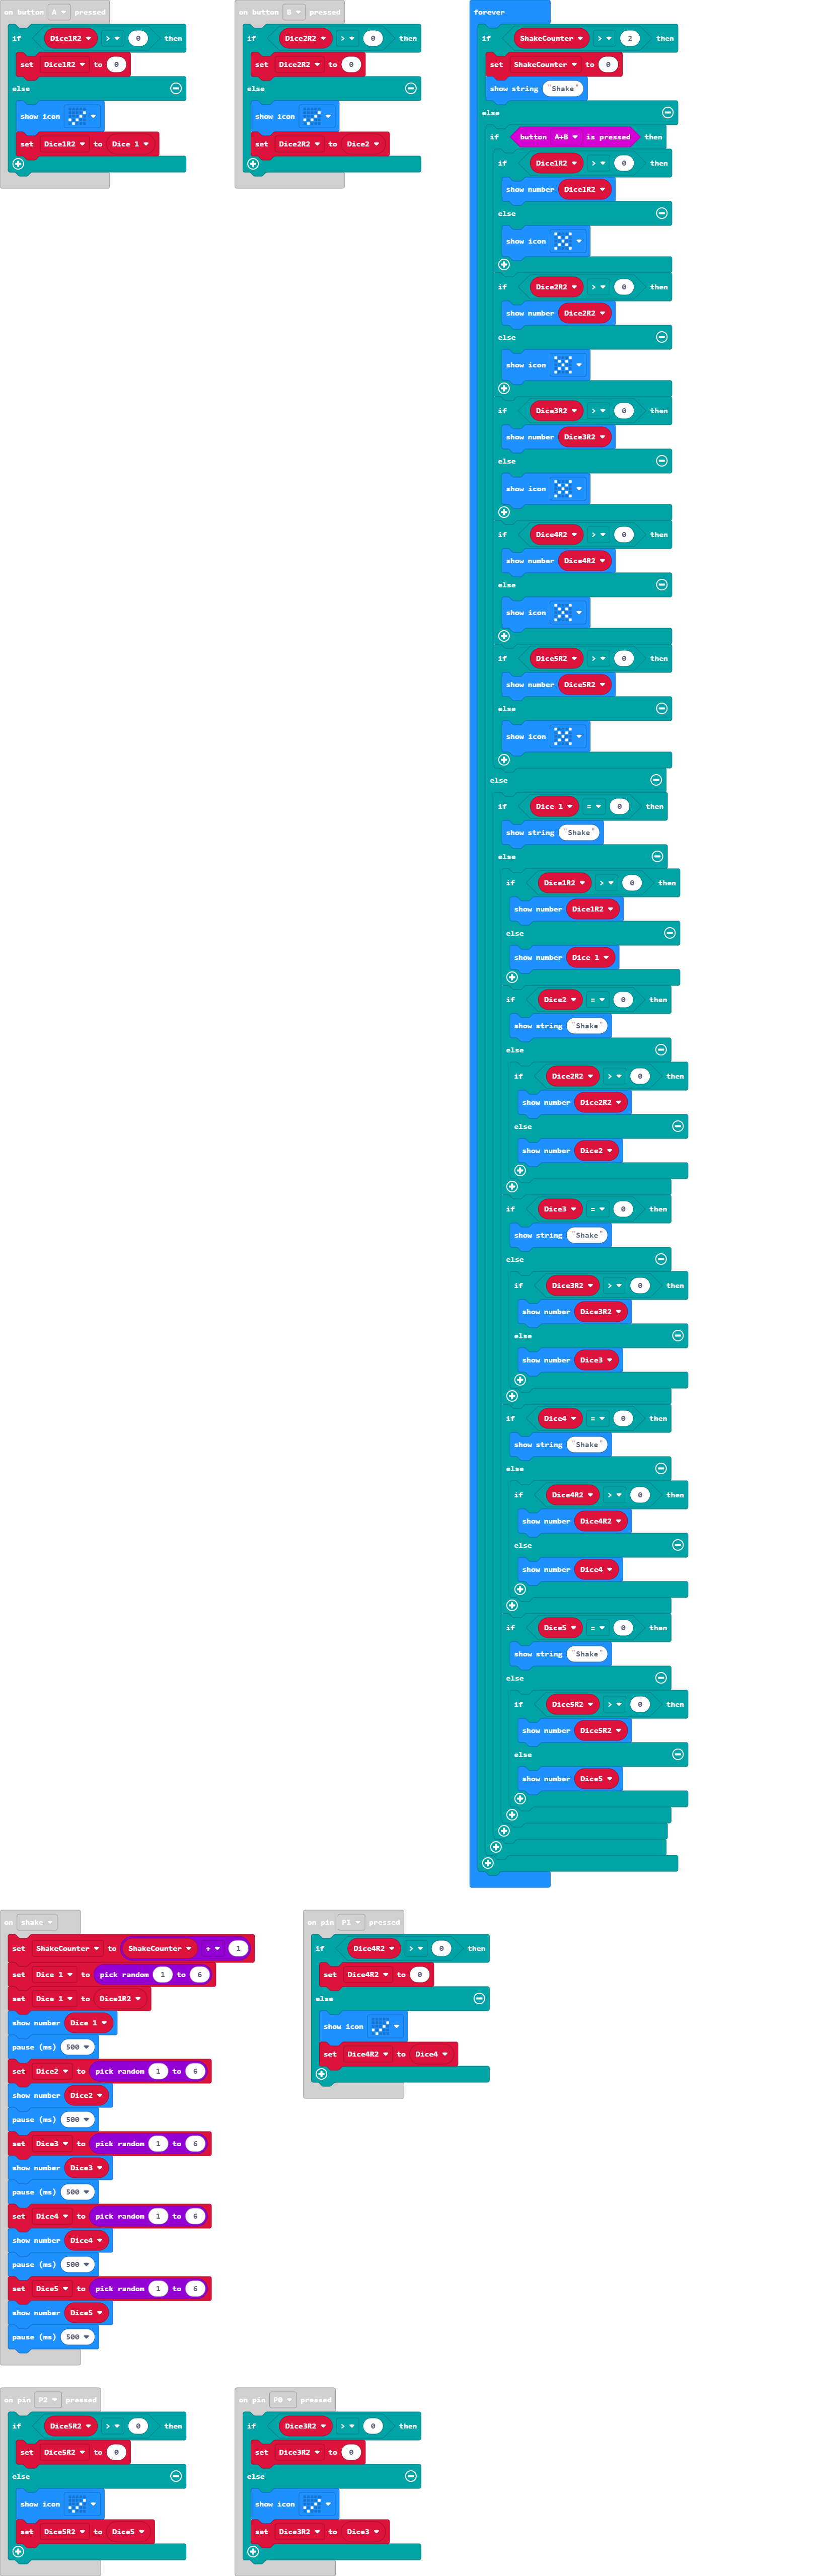 on button A pressed
if Dice1R2 > 0 then
set Dice1R2 to 0
else
show icon
set Dice1R2 to Dice 1
on button B pressed
if Dice2R2 > 0 then
set Dice2R2 to 0
else
show icon
set Dice2R2 to Dice2
forever
if ShakeCounter > 2 then
set ShakeCounter to 0
show string "Shake"
else
if button A+B is pressed then
if Dice1R2 > 0 then
show number Dice1R2
else
show icon
if Dice2R2 > 0 then
show number Dice2R2
else
show icon
if Dice3R2 > 0 then
show number Dice3R2
else
show icon
if Dice4R2 > 0 then
show number Dice4R2
else
show icon
if Dice5R2 > 0 then
show number Dice5R2
else
show icon
else
if Dice 1 = 0 then
show string "Shake"
else
if Dice1R2 > 0 then
show number Dice1R2
else
show number Dice 1
if Dice2 = 0 then
show string "Shake"
else
if Dice2R2 > 0 then
show number Dice2R2
else
show number Dice2
if Dice3 = 0 then
show string "Shake"
else
if Dice3R2 > 0 then
show number Dice3R2
else
show number Dice3
if Dice4 = 0 then
show string "Shake"
else
if Dice4R2 > 0 then
show number Dice4R2
else
show number Dice4
if Dice5 = 0 then
show string "Shake"
else
if Dice5R2 > 0 then
show number Dice5R2
else
show number Dice5
on shake
set ShakeCounter to ShakeCounter + 1
set Dice 1 to pick random 1 to 6
set Dice 1 to Dice1R2
show number Dice 1
pause (ms) 500
set Dice2 to pick random 1 to 6
show number Dice2
pause (ms) 500
set Dice3 to pick random 1 to 6
show number Dice3
pause (ms) 500
set Dice4 to pick random 1 to 6
show number Dice4
pause (ms) 500
set Dice5 to pick random 1 to 6
show number Dice5
pause (ms) 500
on pin P1 pressed
if Dice4R2 > 0 then
set Dice4R2 to 0
else
show icon
set Dice4R2 to Dice4
on pin P2 pressed
if Dice5R2 > 0 then
set Dice5R2 to 0
else
show icon
set Dice5R2 to Dice5
on pin P0 pressed
if Dice3R2 > 0 then
set Dice3R2 to 0
else
show icon
set Dice3R2 to Dice3